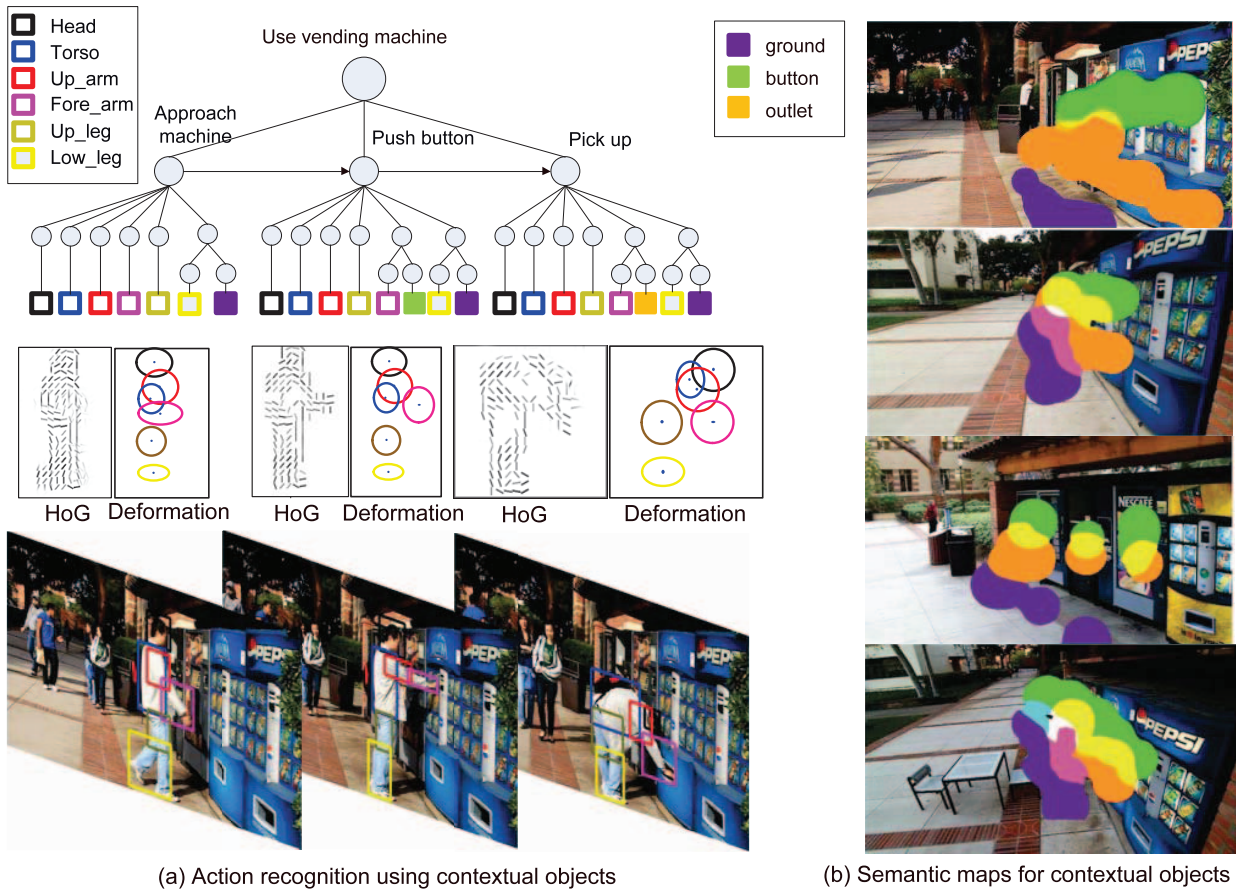 Head
Torso
Up_arm
Fore_arm
Up_leg
Low_leg
Use vending machine
Approach
machine
Push button
Pick up
ground
button
outlet
HoG
Deformation
HoG
Deformation
HoG
Deformation
PEPSI
PEPSI
PEPSI
(a) Action recognition using contextual objects
PEPSI
PEPSI
NESCAFE
PEPSI
(b) Semantic maps for contextual objects